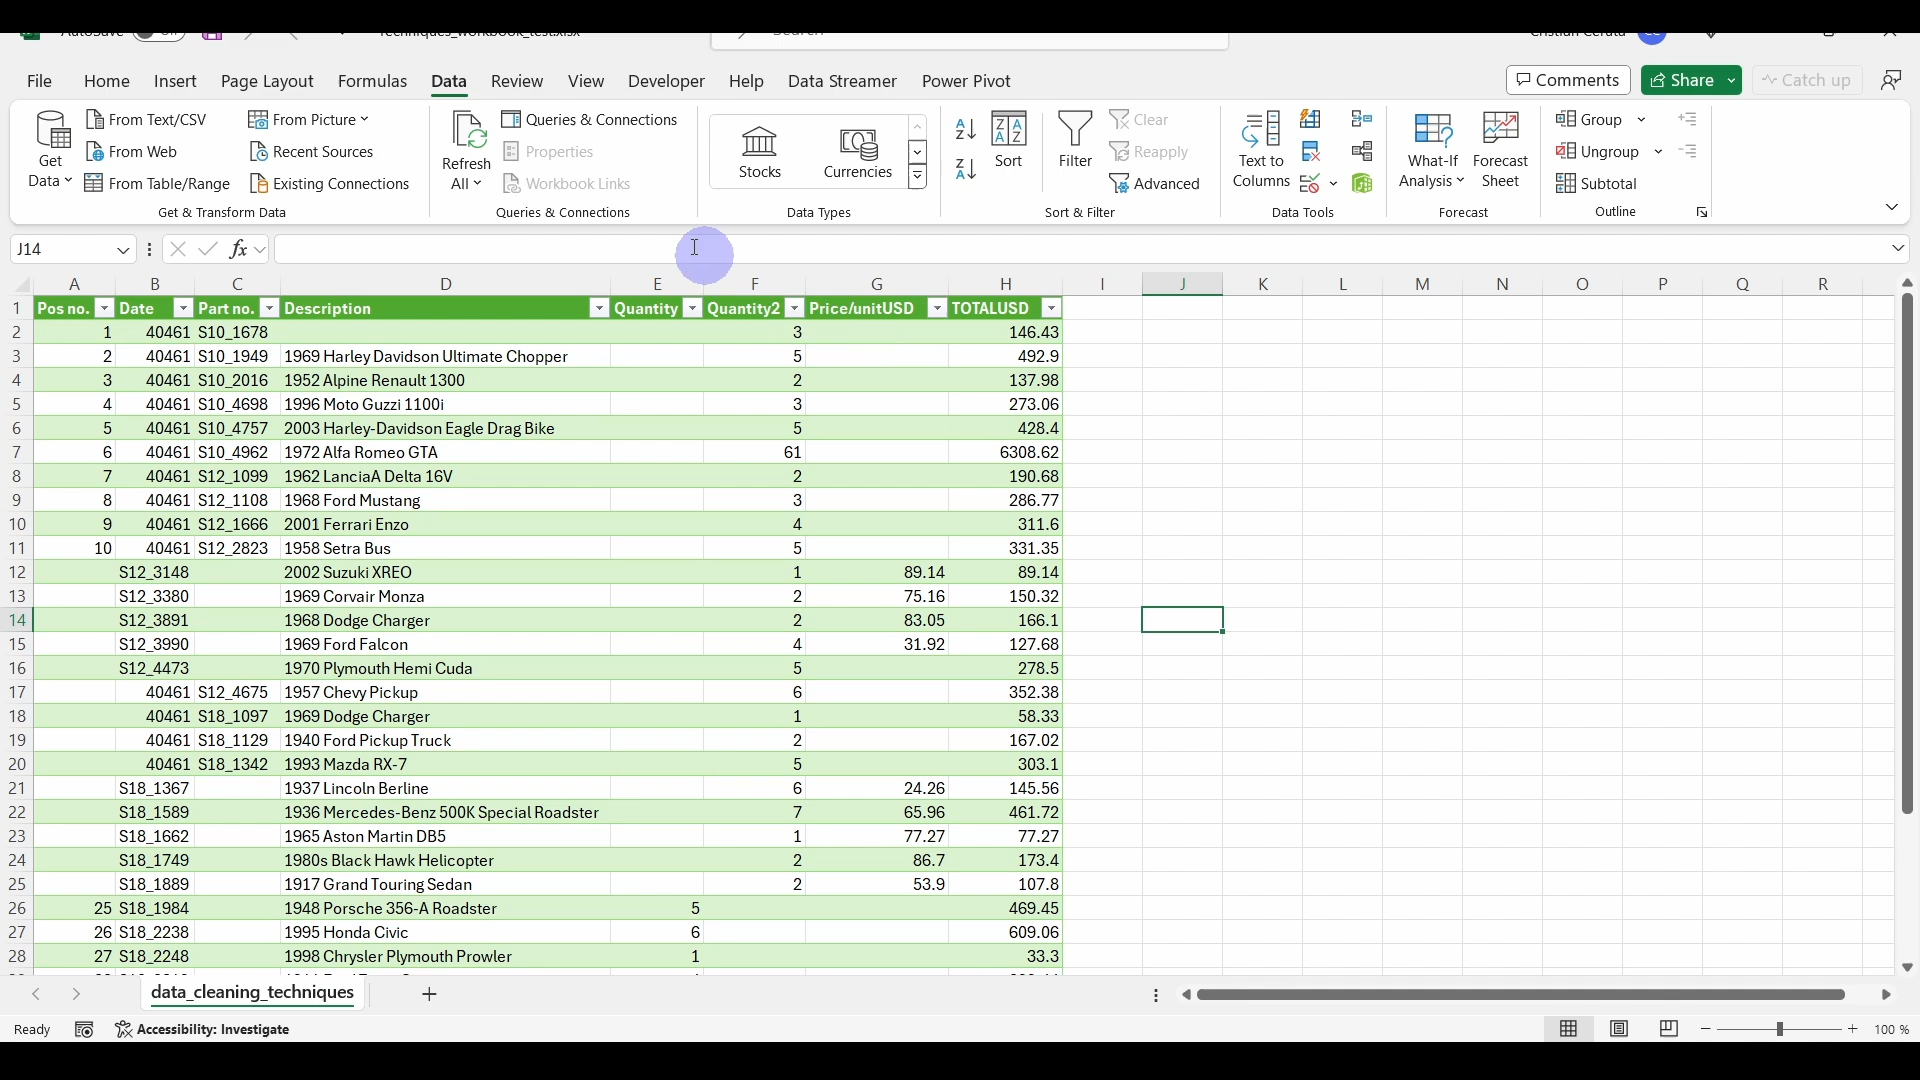 File Home Insert Page Layout Formulas Data Review View Developer Help Data Streamer Power Pivot Comments Share Catch up
Get Data
From Text/CSV
From Web
From Table/Range
From Picture
Recent Sources
Existing Connections
Get & Transform Data
Refresh All
Queries & Connections
Properties
Workbook Links
Queries & Connections
Stocks
Currencies
Data Types
Sort
Filter
Clear
Reapply
Advanced
Sort & Filter
Text to Columns
Data Tools
What-If Analysis
Forecast Sheet
Forecast
Group
Ungroup
Subtotal
Outline
J14 fx
A B C D E F G H I J K L M N O P Q R
1 Pos no. Date Part no. Description Quantity Quantity2 Price/unitUSD TOTALUSD
2 1 40461 S10_1678 3 146.43
3 2 40461 S10_1949 1969 Harley Davidson Ultimate Chopper 5 492.9
4 3 40461 S10_2016 1952 Alpine Renault 1300 2 137.98
5 4 40461 S10_4698 1996 Moto Guzzi 1100i 3 273.06
6 5 40461 S10_4757 2003 Harley-Davidson Eagle Drag Bike 5 428.4
7 6 40461 S10_4962 1972 Alfa Romeo GTA 61 6308.62
8 7 40461 S12_1099 1962 LanciaA Delta 16V 2 190.68
9 8 40461 S12_1108 1968 Ford Mustang 3 286.77
10 9 40461 S12_1666 2001 Ferrari Enzo 4 311.6
11 10 40461 S12_2823 1958 Setra Bus 5 331.35
12 S12_3148 2002 Suzuki XREO 1 89.14 89.14
13 S12_3380 1969 Corvair Monza 2 75.16 150.32
14 S12_3891 1968 Dodge Charger 2 83.05 166.1
15 S12_3990 1969 Ford Falcon 4 31.92 127.68
16 S12_4473 1970 Plymouth Hemi Cuda 5 278.5
17 40461 S12_4675 1957 Chevy Pickup 6 352.38
18 40461 S18_1097 1969 Dodge Charger 1 58.33
19 40461 S18_1129 1940 Ford Pickup Truck 2 167.02
20 40461 S18_1342 1993 Mazda RX-7 5 303.1
21 S18_1367 1937 Lincoln Berline 6 24.26 145.56
22 S18_1589 1936 Mercedes-Benz 500K Special Roadster 7 65.96 461.72
23 S18_1662 1965 Aston Martin DB5 1 77.27 77.27
24 S18_1749 1980s Black Hawk Helicopter 2 86.7 173.4
25 S18_1889 1917 Grand Touring Sedan 2 53.9 107.8
26 25 S18_1984 1948 Porsche 356-A Roadster 5 469.45
27 26 S18_2238 1995 Honda Civic 6 609.06
28 27 S18_2248 1998 Chrysler Plymouth Prowler 1 33.3
data_cleaning_techniques
Ready Accessibility: Investigate 100 %